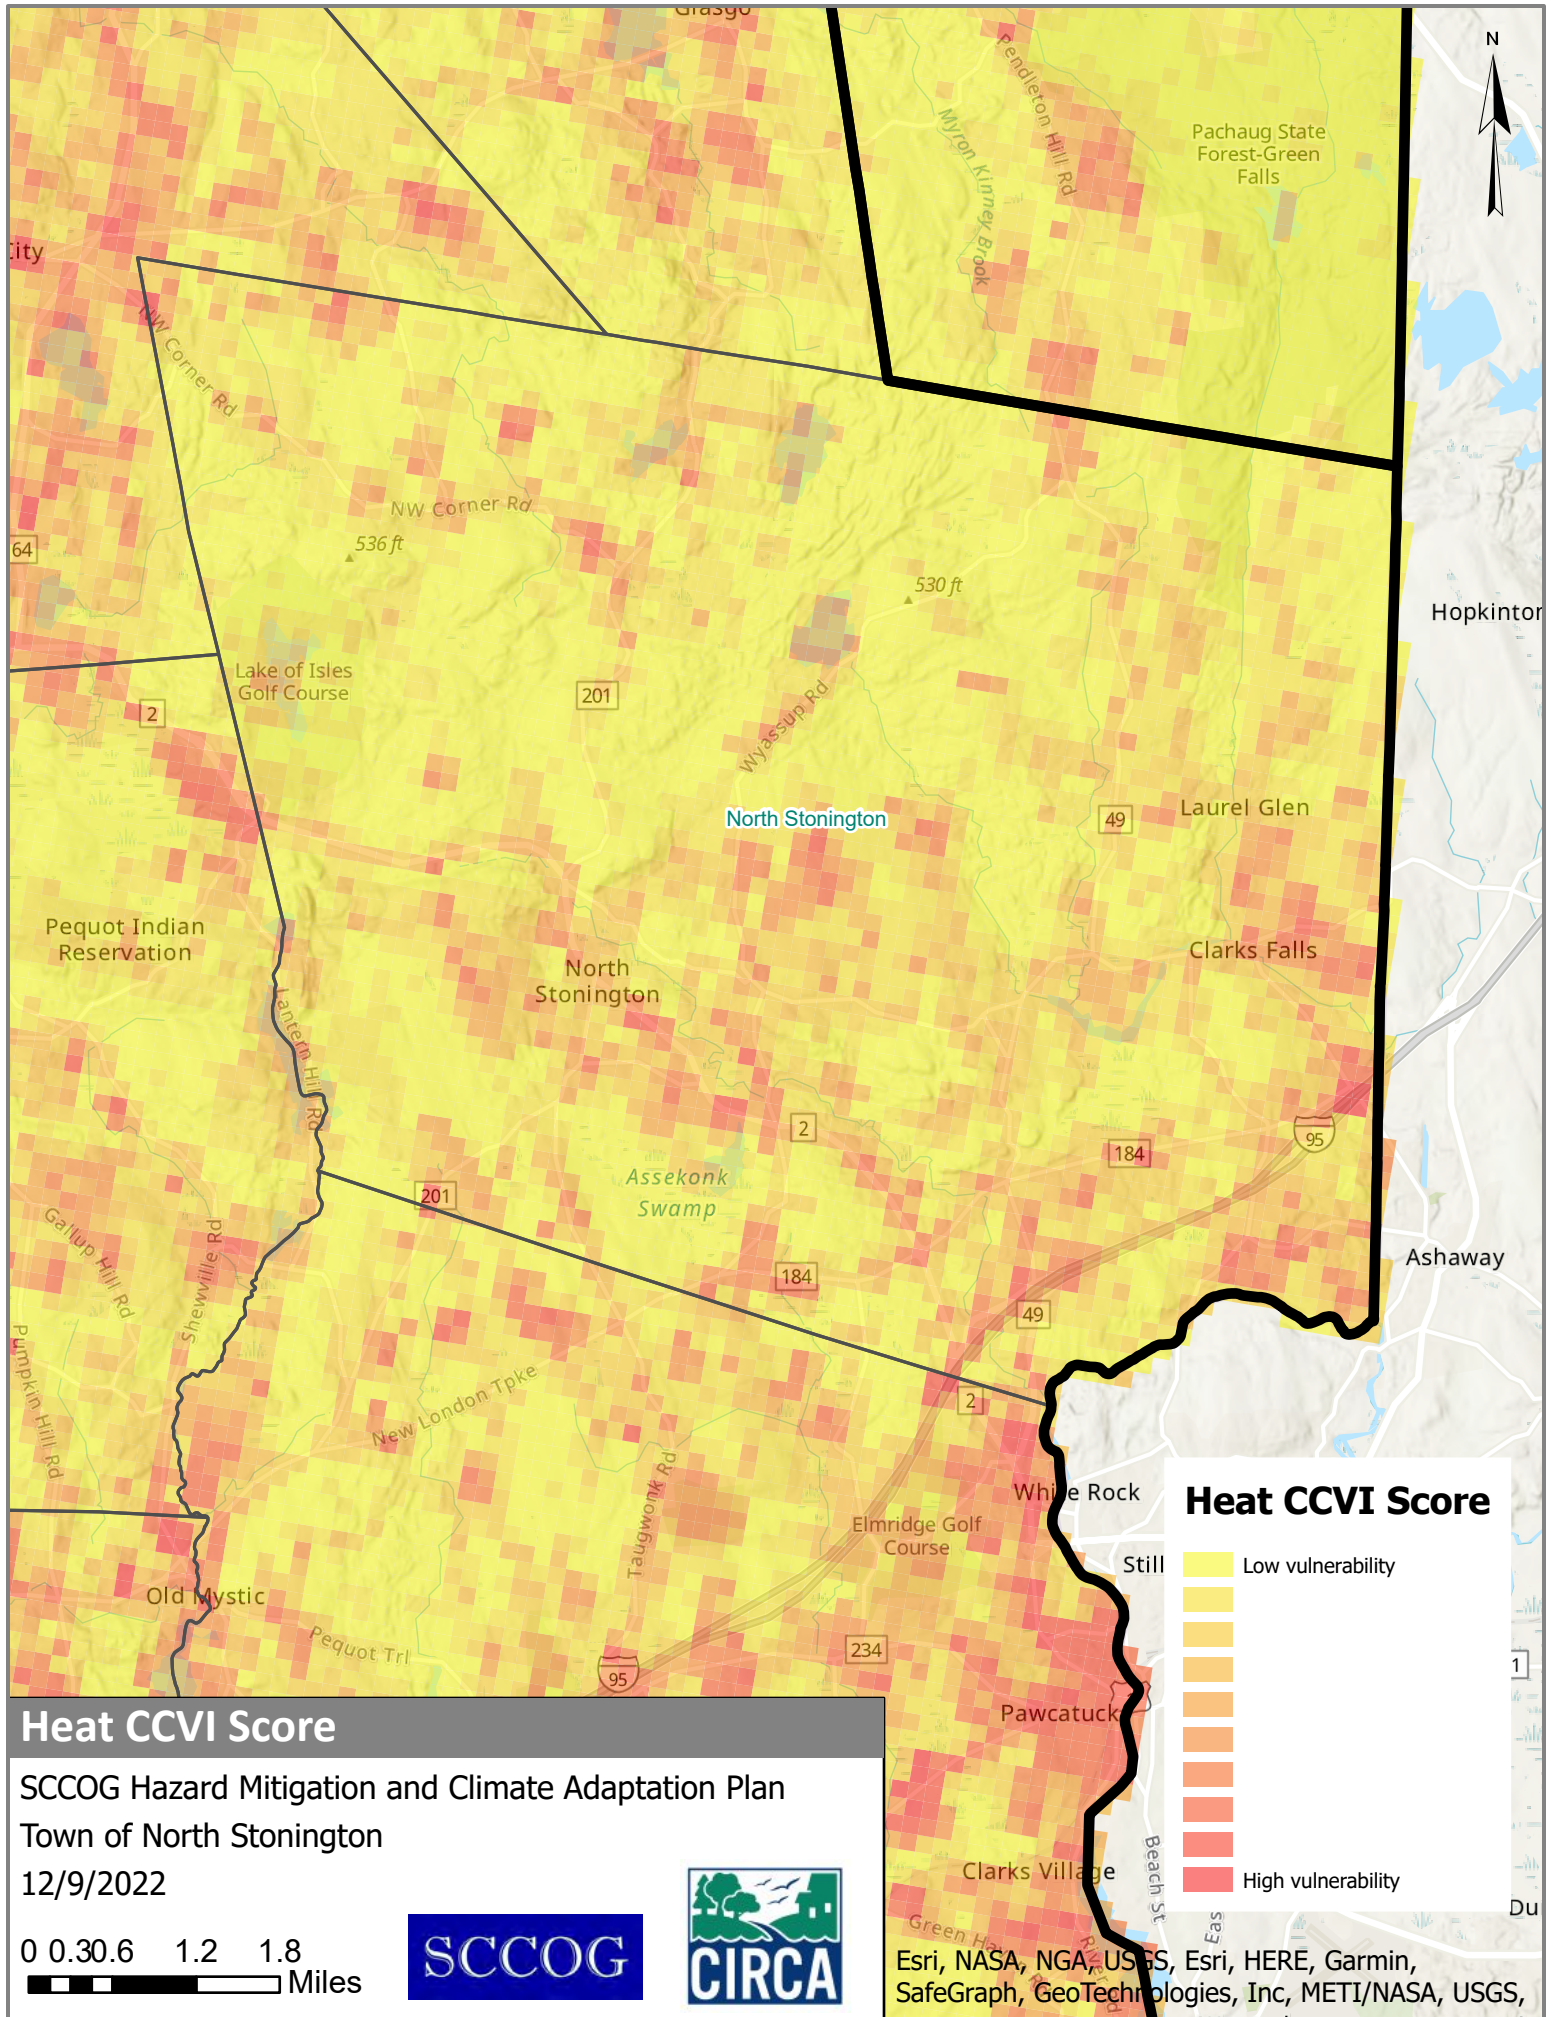 Glasgo
N
Pendleton Hill Rd
Myron Kinney Brook
Pachaug State
Forest-Green
Falls
City
NW Corner Rd
NW Corner Rd
64
536 ft
530 ft
Hopkinton
Lake of Isles
Golf Course
201
2
Wyassup Rd
North Stonington
49
Laurel Glen
Pequot Indian
Reservation
Clarks Falls
North
Stonington
Lantern Hill Rd
2
95
184
Assekonk
Swamp
201
Gallup Hill Rd
Shewville Rd
Ashaway
184
49
Pumpkin Hill Rd
New London Tpke
2
Taugwonk Rd
White Rock
Elmridge Golf
Course
Still
Old Mystic
Pequot Trl
234
95
1
Pawcatuck
Clarks Village
Beach St
Eas
Du
River Rd
Heat CCVI Score
Low vulnerability
High vulnerability
Heat CCVI Score
SCCOG Hazard Mitigation and Climate Adaptation Plan
Town of North Stonington
12/9/2022
0 0.3 0.6 1.2 1.8
Miles
SCCOG
CIRCA
Esri, NASA, NGA, USGS, Esri, HERE, Garmin,
SafeGraph, GeoTechnologies, Inc, METI/NASA, USGS,